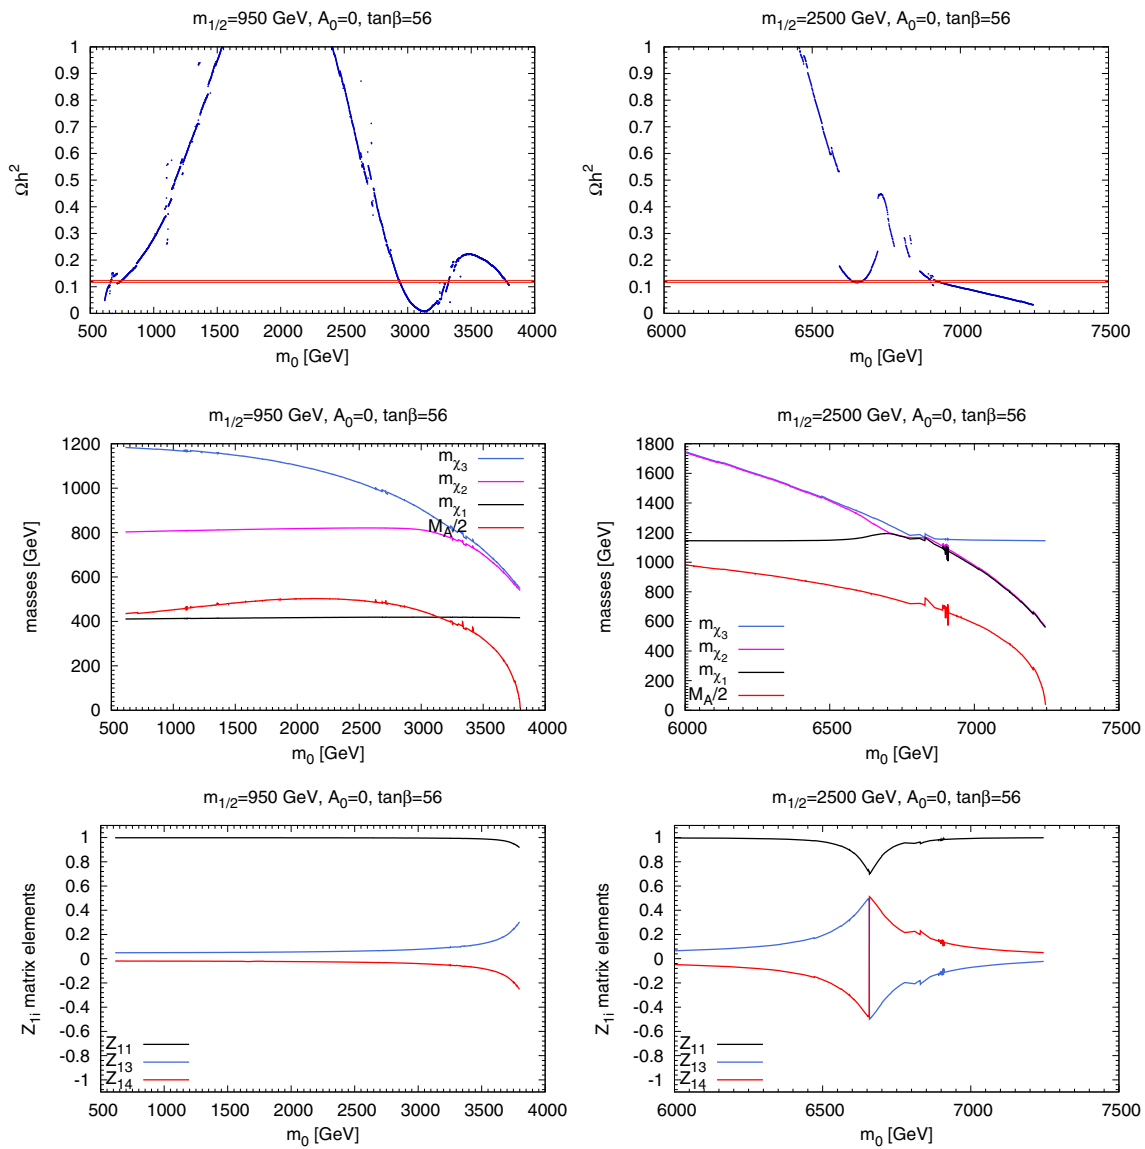 m1/2=950 GeV, A0=0, tanβ=56
1
0.9
0.8
0.7
0.6
0.5
0.4
0.3
0.2
0.1
0
Ωh²
500 1000 1500 2000 2500 3000 3500 4000
m0 [GeV]
m1/2=2500 GeV, A0=0, tanβ=56
1
0.9
0.8
0.7
0.6
0.5
0.4
0.3
0.2
0.1
0
Ωh²
6000 6500 7000 7500
m0 [GeV]
m1/2=950 GeV, A0=0, tanβ=56
1200
1000
800
600
400
200
0
masses [GeV]
mχ3
mχ2
mχ1
MA/2
500 1000 1500 2000 2500 3000 3500 4000
m0 [GeV]
m1/2=2500 GeV, A0=0, tanβ=56
1800
1600
1400
1200
1000
800
600
400
200
0
masses [GeV]
mχ3
mχ2
mχ1
MA/2
6000 6500 7000 7500
m0 [GeV]
m1/2=950 GeV, A0=0, tanβ=56
1
0.8
0.6
0.4
0.2
0
-0.2
-0.4
-0.6
-0.8
-1
Z1i matrix elements
Z11
Z13
Z14
500 1000 1500 2000 2500 3000 3500 4000
m0 [GeV]
m1/2=2500 GeV, A0=0, tanβ=56
1
0.8
0.6
0.4
0.2
0
-0.2
-0.4
-0.6
-0.8
-1
Z1i matrix elements
Z11
Z13
Z14
6000 6500 7000 7500
m0 [GeV]